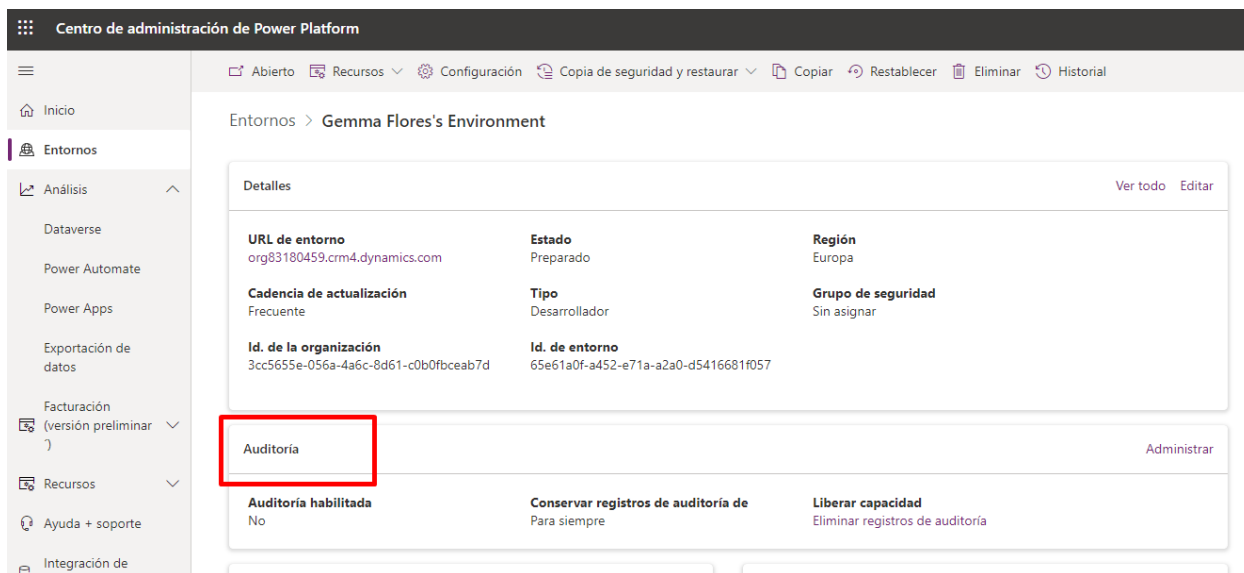 Centro de administración de Power Platform
Abierto Recursos Configuración Copia de seguridad y restaurar Copiar Restablecer Eliminar Historial
Inicio
Entornos
Análisis
Dataverse
Power Automate
Power Apps
Exportación de
datos
Facturación
(versión preliminar
)
Recursos
Ayuda + soporte
Integración de
Entornos > Gemma Flores's Environment
Detalles
Ver todo Editar
URL de entorno
org83180459.crm4.dynamics.com
Estado
Preparado
Región
Europa
Cadencia de actualización
Frecuente
Tipo
Desarrollador
Grupo de seguridad
Sin asignar
Id. de la organización
3cc5655e-056a-4a6c-8d61-c0b0fbceab7d
Id. de entorno
65e61a0f-a452-e71a-a2a0-d5416681f057
Auditoría
Administrar
Auditoría habilitada
No
Conservar registros de auditoría de
Para siempre
Liberar capacidad
Eliminar registros de auditoría